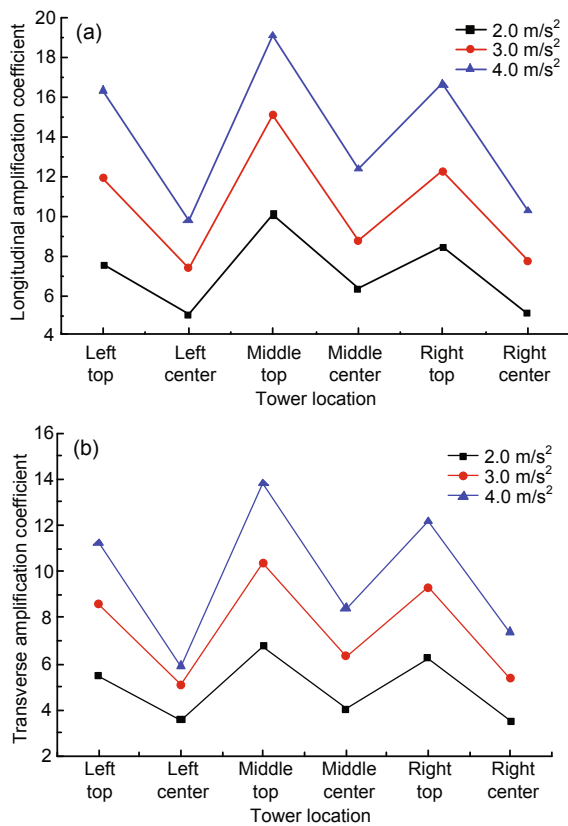 (a)
2.0 m/s²
3.0 m/s²
4.0 m/s²
Longitudinal amplification coefficient
20
18
16
14
12
10
8
6
4
Left top
Left center
Middle top
Middle center
Right top
Right center
Tower location
(b)
2.0 m/s²
3.0 m/s²
4.0 m/s²
Transverse amplification coefficient
16
14
12
10
8
6
4
2
Left top
Left center
Middle top
Middle center
Right top
Right center
Tower location